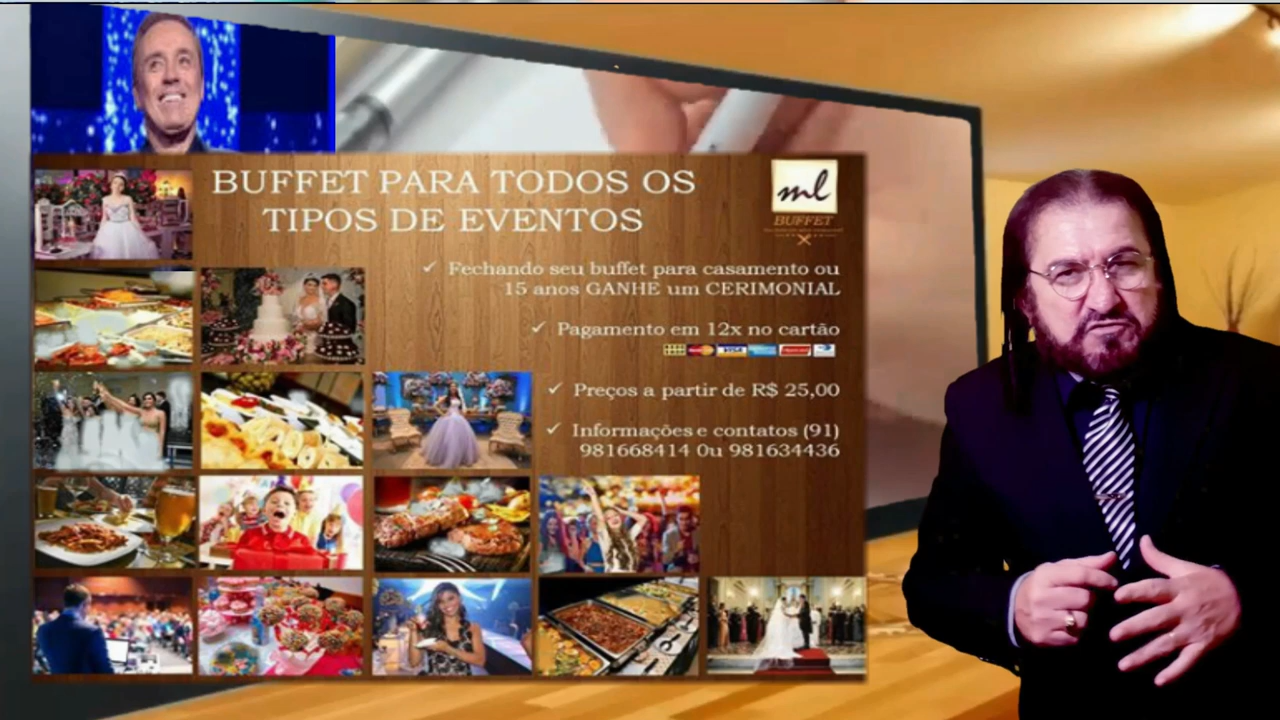 BUFFET PARA TODOS OS
TIPOS DE EVENTOS
ml
BUFFET
✓ Fechando seu buffet para casamento ou
15 anos GANHE um CERIMONIAL
✓ Pagamento em 12x no cartão
✓ Preços a partir de R$ 25,00
✓ Informações e contatos (91)
981668414 0u 981634436